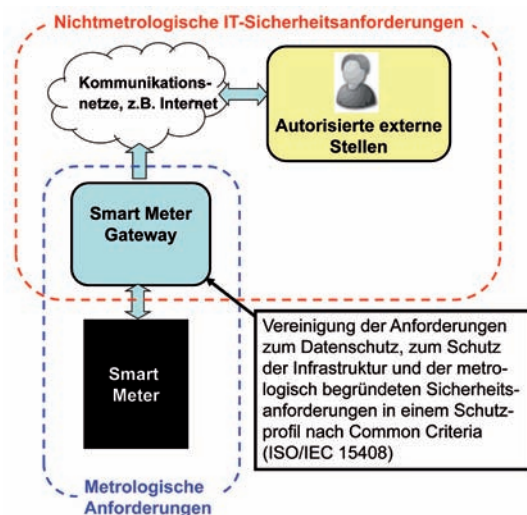 Nichtmetrologische IT-Sicherheitsanforderungen
Kommunikations-
netze, z.B. Internet
Autorisierte externe
Stellen
Smart Meter
Gateway
Smart
Meter
Vereinigung der Anforderungen
zum Datenschutz, zum Schutz
der Infrastruktur und der metro-
logisch begründeten Sicherheits-
anforderungen in einem Schutz-
profil nach Common Criteria
(ISO/IEC 15408)
Metrologische
Anforderungen